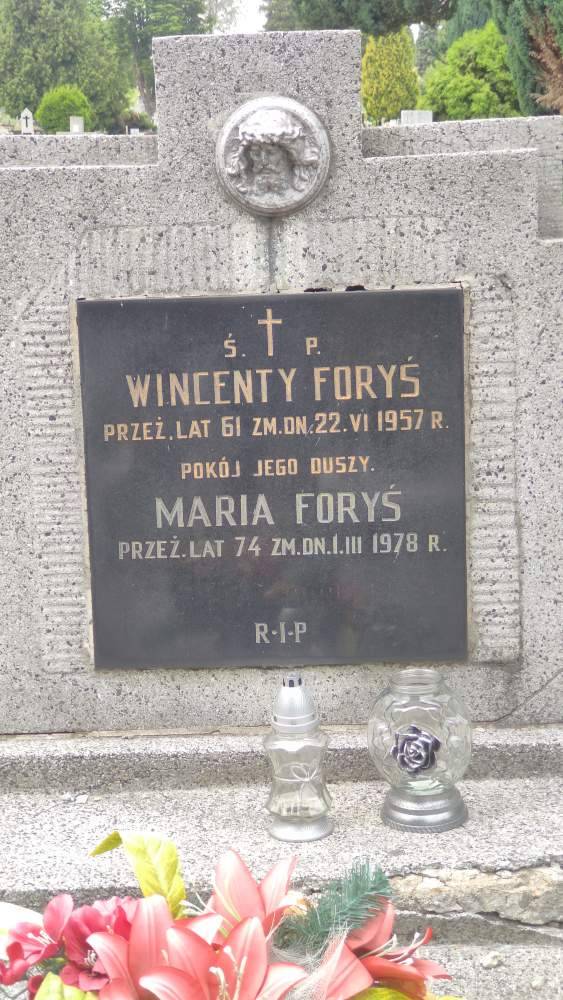 Ś. P.
WINCENTY FORYŚ
PRZEŻ. LAT 61 ZM.DN. 22.VI 1957 R.
POKÓJ JEGO DUSZY.
MARIA FORYŚ
PRZEŻ. LAT 74 ZM.DN. I.III 1978 R.
R·I·P